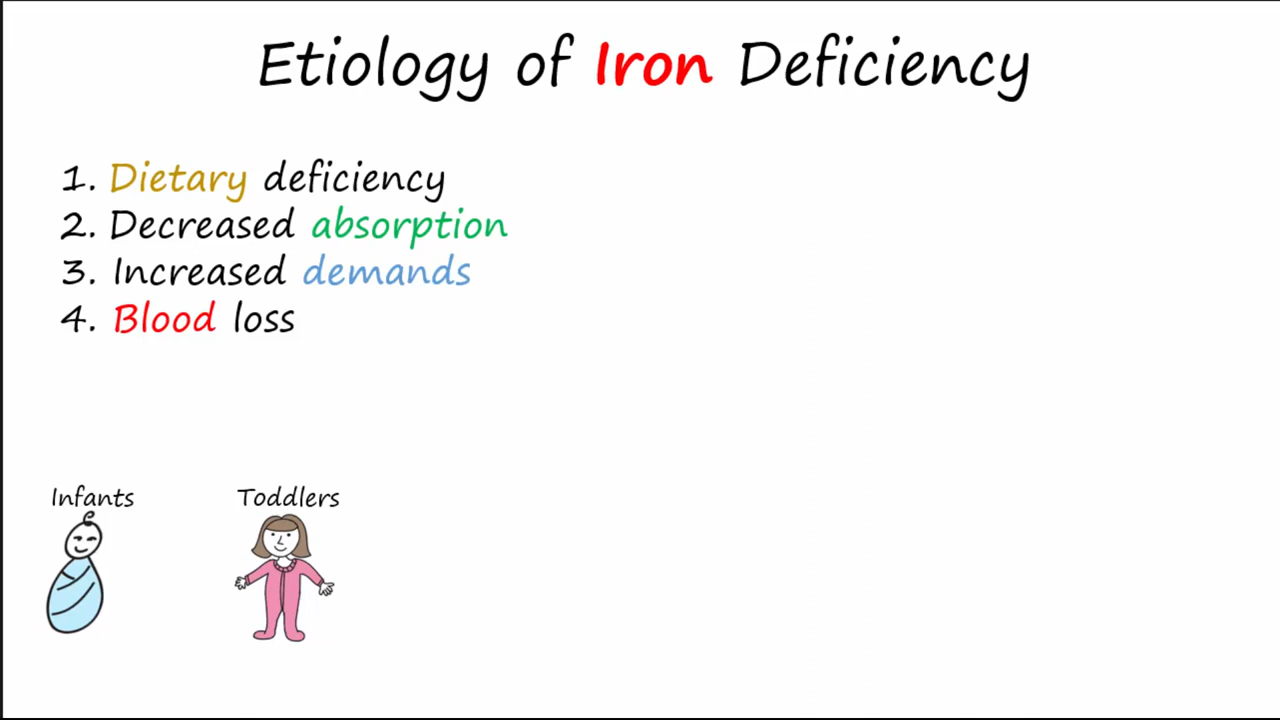 Etiology of Iron Deficiency
1. Dietary deficiency
2. Decreased absorption
3. Increased demands
4. Blood loss
Infants
Toddlers